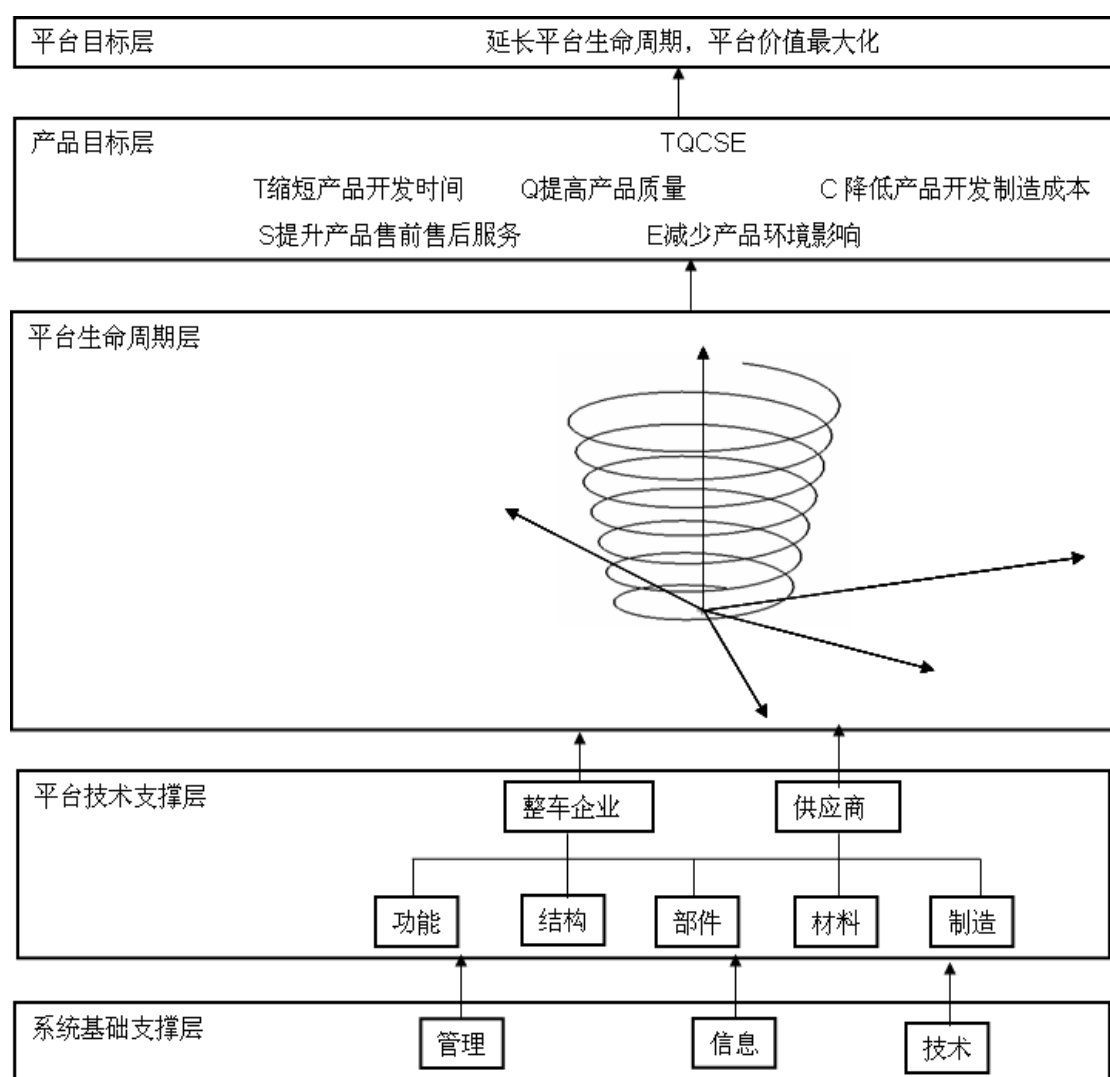 平台目标层 延长平台生命周期，平台价值最大化
产品目标层 TQCSE
T缩短产品开发时间 Q提高产品质量 C 降低产品开发制造成本
S提升产品售前售后服务 E减少产品环境影响
平台生命周期层
平台技术支撑层 整车企业 供应商
功能 结构 部件 材料 制造
系统基础支撑层 管理 信息 技术